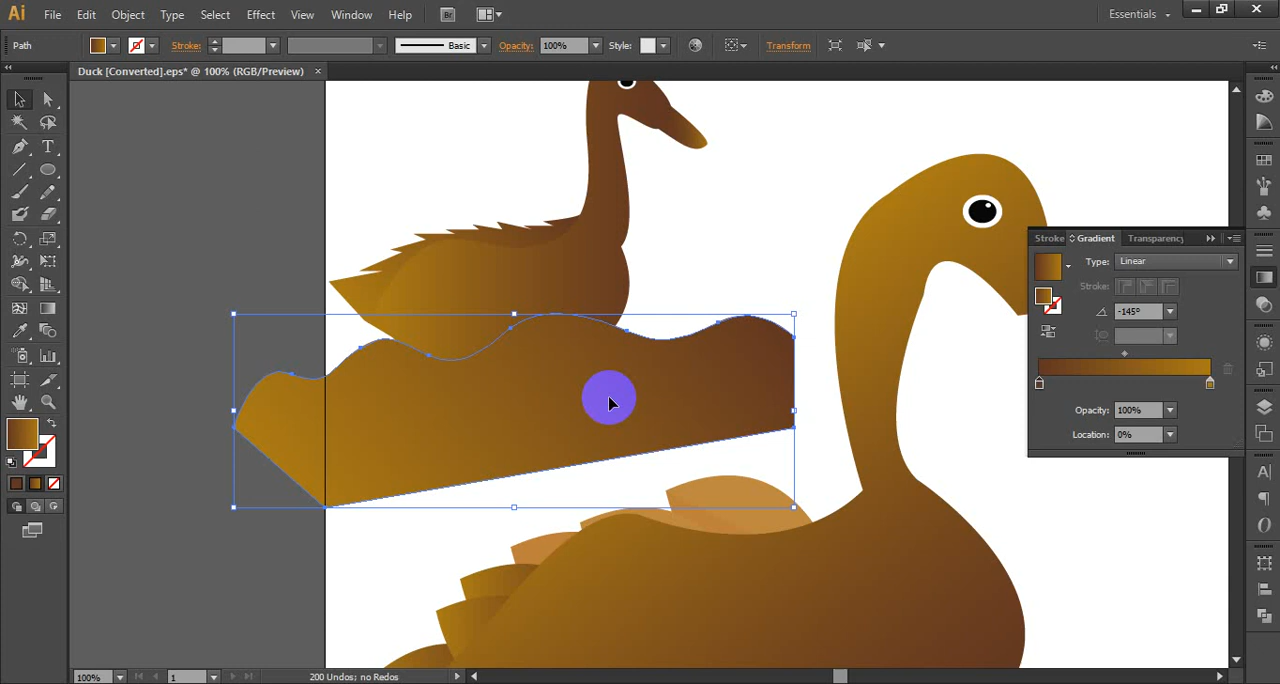 Ai File Edit Object Type Select Effect View Window Help Br Essentials
Path Stroke: Basic Opacity: 100% Style: Transform
Duck [Converted].eps* @ 100% (RGB/Preview) ×
Stroke Gradient Transparency
Type: Linear
Stroke:
-145°
Opacity: 100%
Location: 0%
100% 1 200 Undos; no Redos